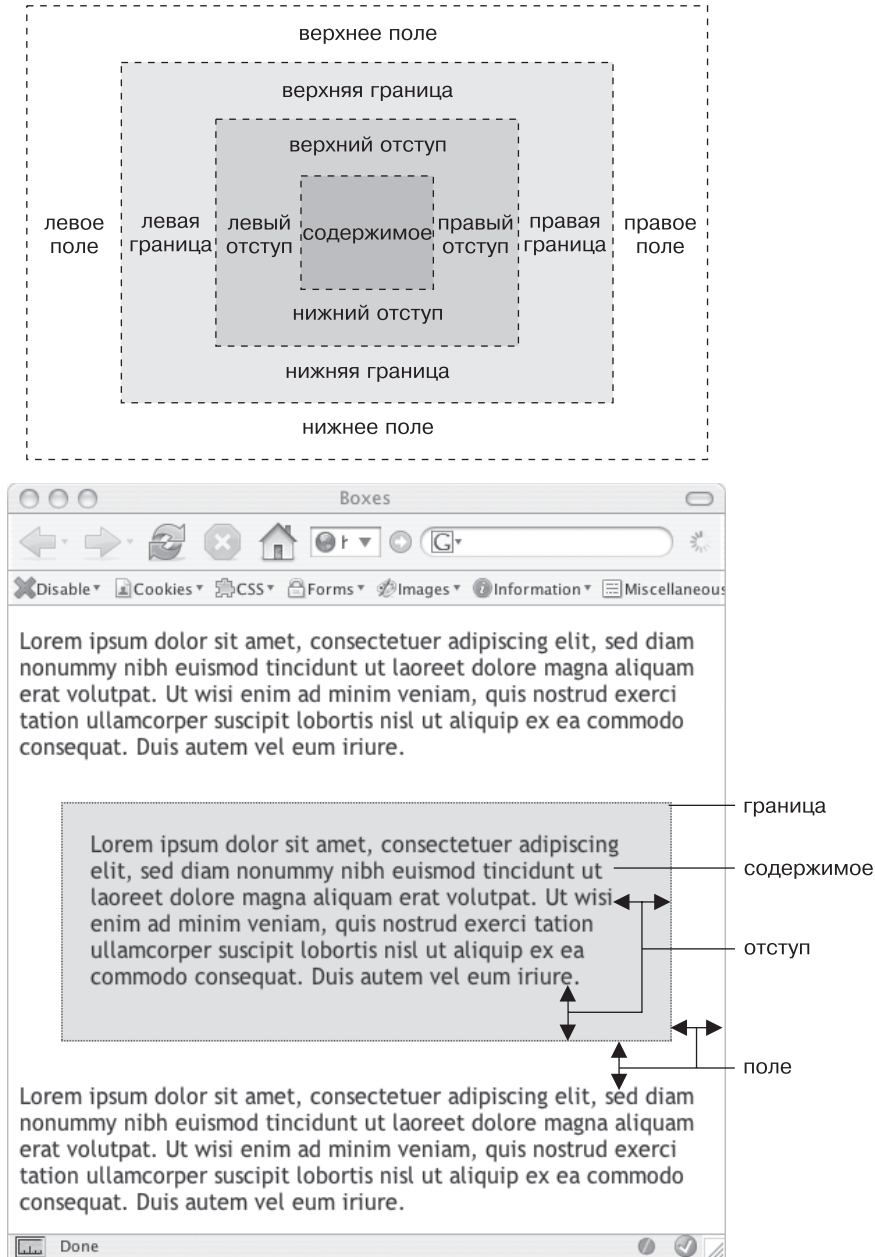 верхнее поле
верхняя граница
верхний отступ
левое
поле
левая
граница
левый
отступ
содержимое
правый
отступ
правая
граница
правое
поле
нижний отступ
нижняя граница
нижнее поле
Boxes
G
Disable Cookies CSS Forms Images Information Miscellaneous
Lorem ipsum dolor sit amet, consectetuer adipiscing elit, sed diam
nonummy nibh euismod tincidunt ut laoreet dolore magna aliquam
erat volutpat. Ut wisi enim ad minim veniam, quis nostrud exerci
tation ullamcorper suscipit lobortis nisl ut aliquip ex ea commodo
consequat. Duis autem vel eum iriure.
граница
Lorem ipsum dolor sit amet, consectetuer adipiscing
elit, sed diam nonummy nibh euismod tincidunt ut
laoreet dolore magna aliquam erat volutpat. Ut wisi
enim ad minim veniam, quis nostrud exerci tation
ullamcorper suscipit lobortis nisl ut aliquip ex ea
commodo consequat. Duis autem vel eum iriure.
содержимое
отступ
поле
Lorem ipsum dolor sit amet, consectetuer adipiscing elit, sed diam
nonummy nibh euismod tincidunt ut laoreet dolore magna aliquam
erat volutpat. Ut wisi enim ad minim veniam, quis nostrud exerci
tation ullamcorper suscipit lobortis nisl ut aliquip ex ea commodo
consequat. Duis autem vel eum iriure.
Done